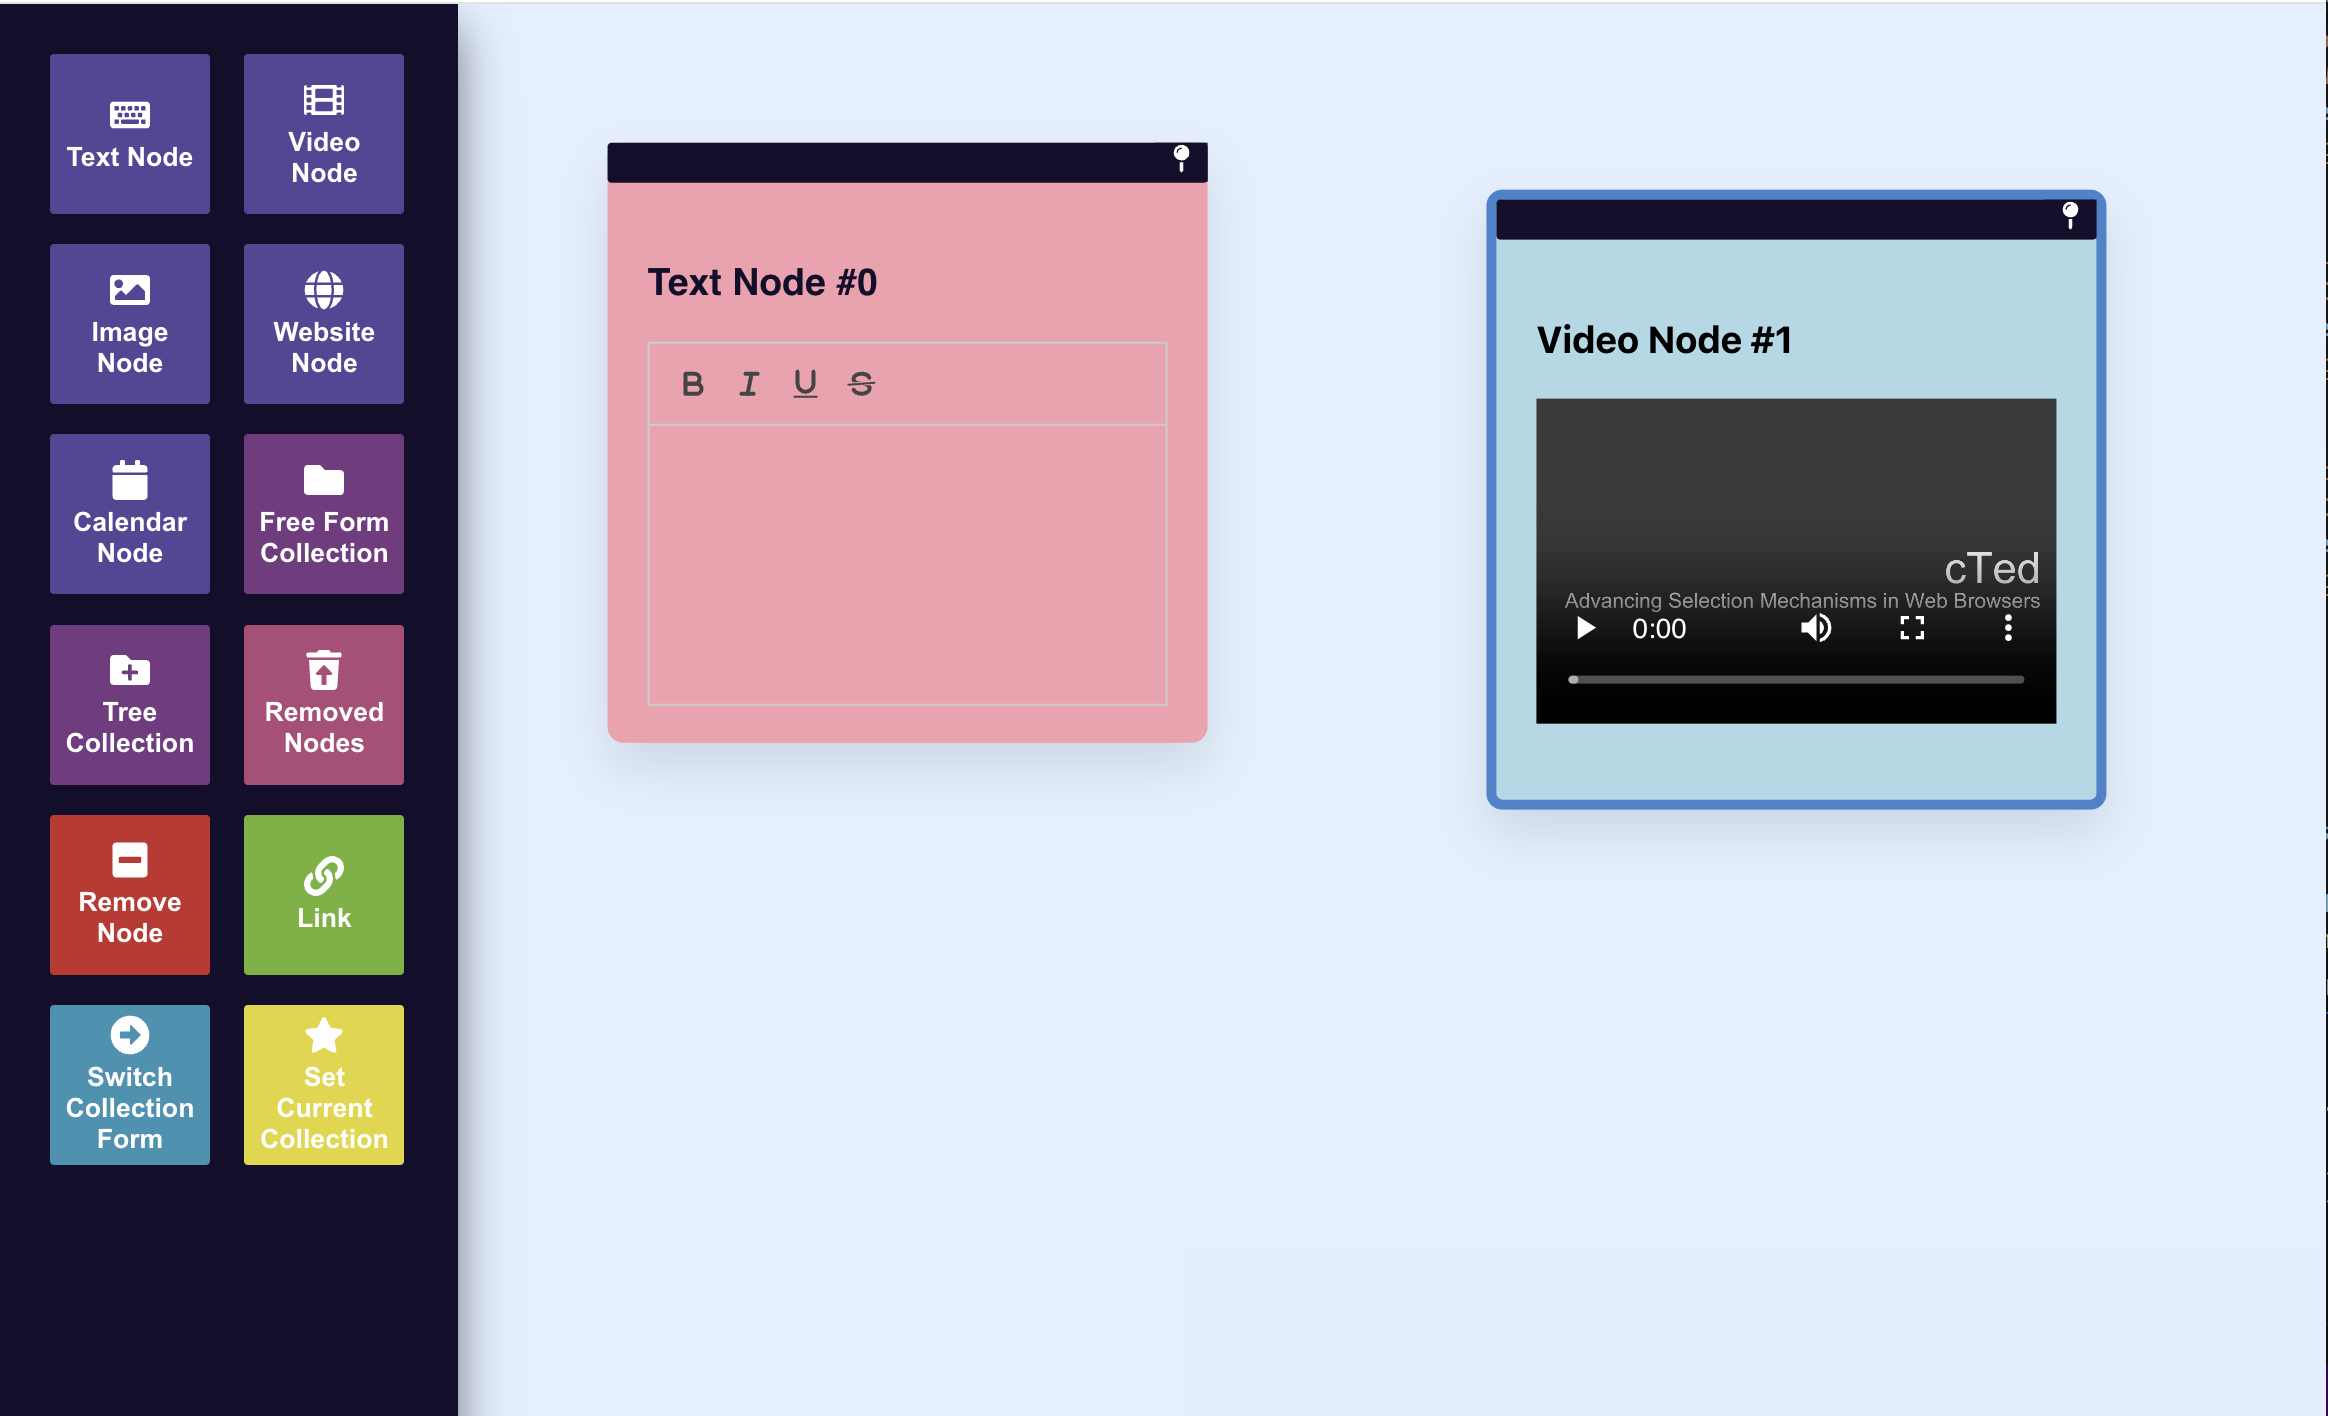 Text Node
Video
Node
Image
Node
Website
Node
Calendar
Node
Free Form
Collection
Tree
Collection
Removed
Nodes
Remove
Node
Link
Switch
Collection
Form
Set
Current
Collection
Text Node #0
B I U S
Video Node #1
cTed
Advancing Selection Mechanisms in Web Browsers
0:00